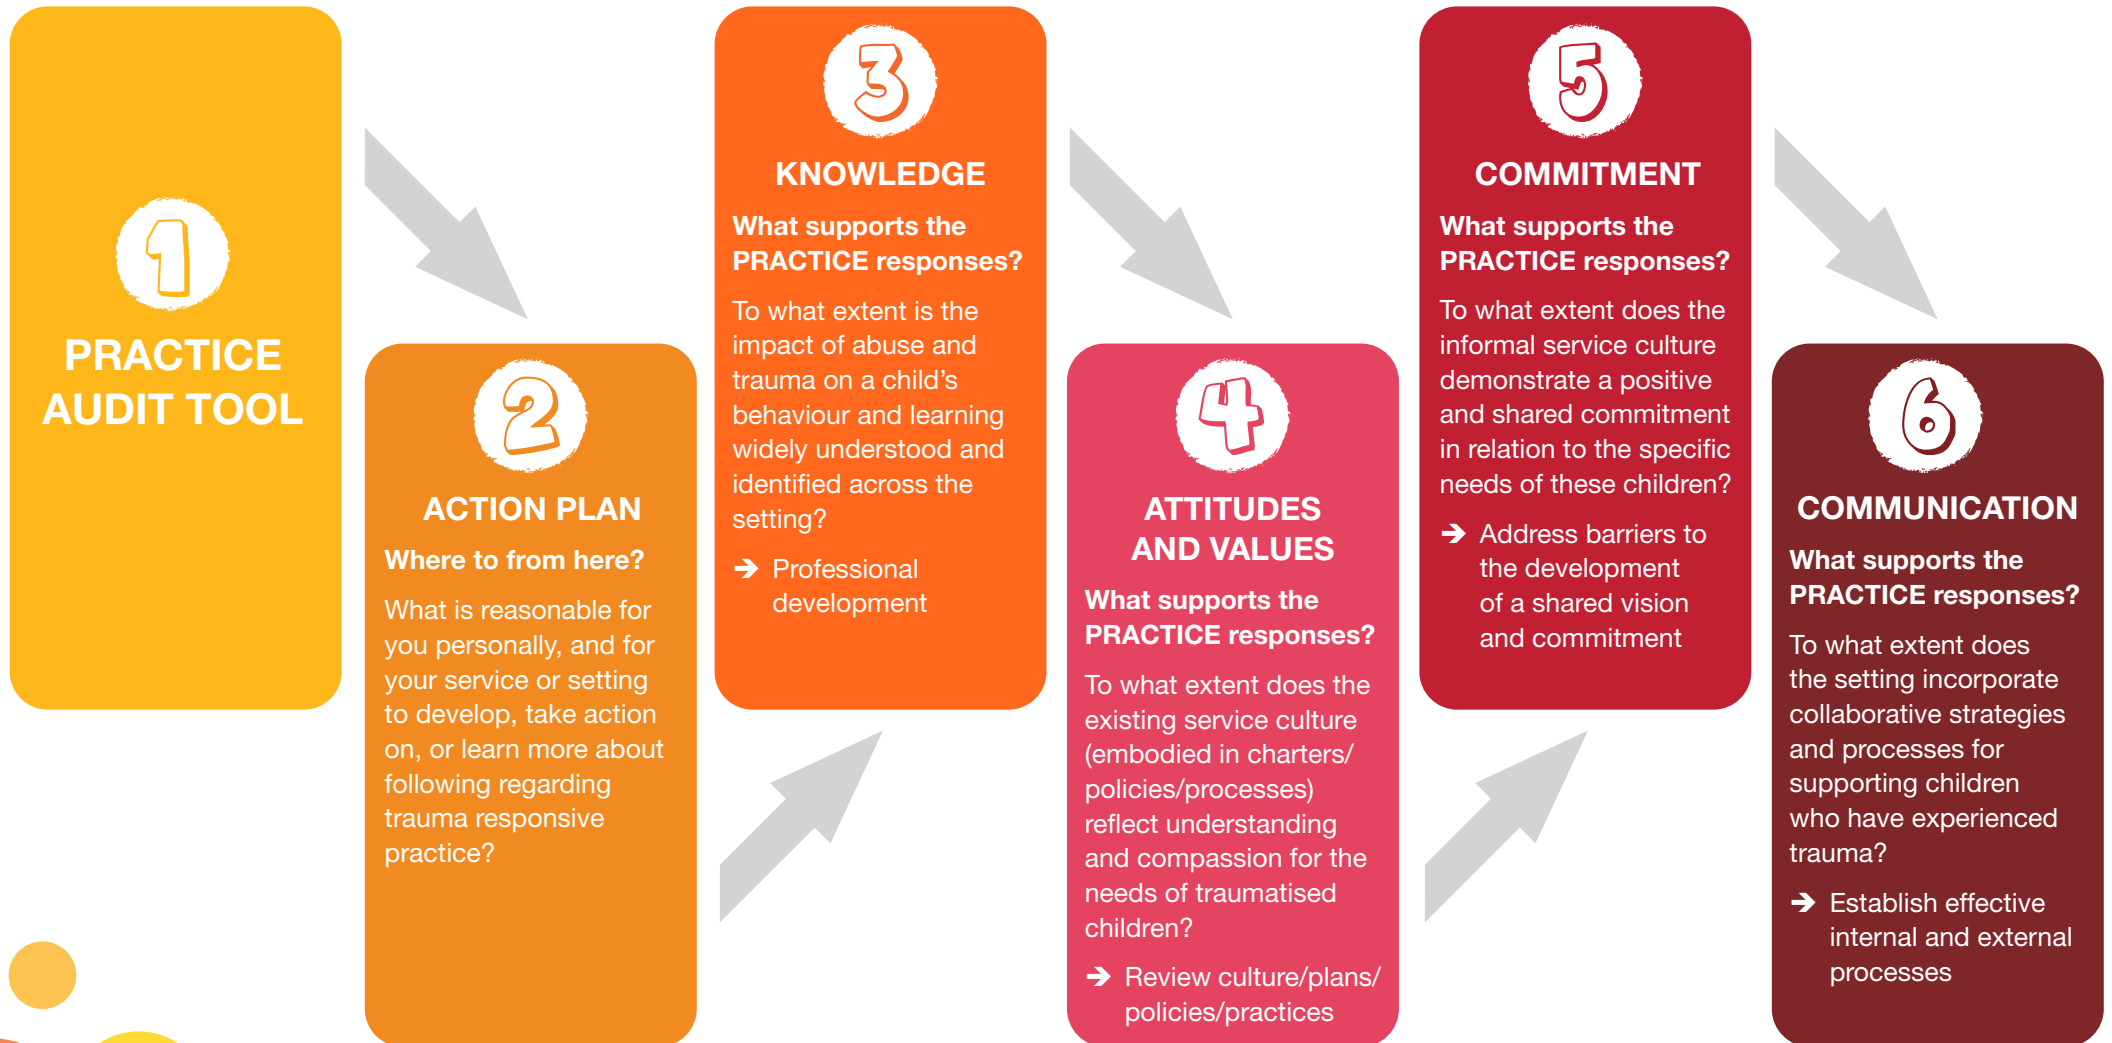 1
PRACTICE
AUDIT TOOL
2
ACTION PLAN
Where to from here?
What is reasonable for
you personally, and for
your service or setting
to develop, take action
on, or learn more about
following regarding
trauma responsive
practice?
3
KNOWLEDGE
What supports the
PRACTICE responses?
To what extent is the
impact of abuse and
trauma on a child’s
behaviour and learning
widely understood and
identified across the
setting?
➔ Professional
development
4
ATTITUDES
AND VALUES
What supports the
PRACTICE responses?
To what extent does the
existing service culture
(embodied in charters/
policies/processes)
reflect understanding
and compassion for the
needs of traumatised
children?
➔ Review culture/plans/
policies/practices
5
COMMITMENT
What supports the
PRACTICE responses?
To what extent does the
informal service culture
demonstrate a positive
and shared commitment
in relation to the specific
needs of these children?
➔ Address barriers to
the development
of a shared vision
and commitment
6
COMMUNICATION
What supports the
PRACTICE responses?
To what extent does
the setting incorporate
collaborative strategies
and processes for
supporting children
who have experienced
trauma?
➔ Establish effective
internal and external
processes